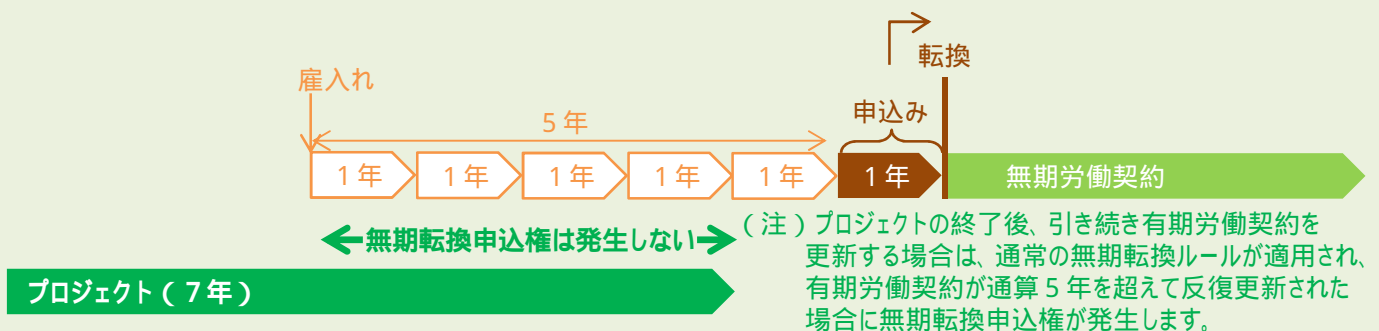 転換
雇入れ
申込み
5年
1年
1年
1年
1年
1年
1年
無期労働契約
無期転換申込権は発生しない
(注)プロジェクトの終了後、引き続き有期労働契約を
更新する場合は、通常の無期転換ルールが適用され、
有期労働契約が通算5年を超えて反復更新された
場合に無期転換申込権が発生します。
プロジェクト(7年)